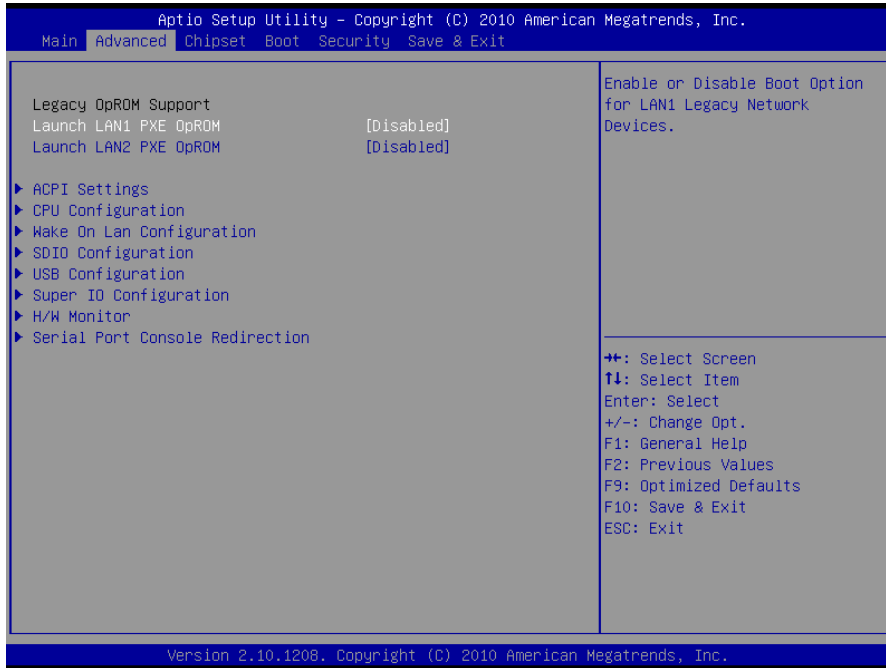 Aptio Setup Utility – Copyright (C) 2010 American Megatrends, Inc.
Main Advanced Chipset Boot Security Save & Exit
Legacy OpROM Support
Launch LAN1 PXE OpROM [Disabled]
Launch LAN2 PXE OpROM [Disabled]
ACPI Settings
CPU Configuration
Wake On Lan Configuration
SDIO Configuration
USB Configuration
Super IO Configuration
H/W Monitor
Serial Port Console Redirection
Enable or Disable Boot Option
for LAN1 Legacy Network
Devices.
→←: Select Screen
↑↓: Select Item
Enter: Select
+/-: Change Opt.
F1: General Help
F2: Previous Values
F9: Optimized Defaults
F10: Save & Exit
ESC: Exit
Version 2.10.1208. Copyright (C) 2010 American Megatrends, Inc.